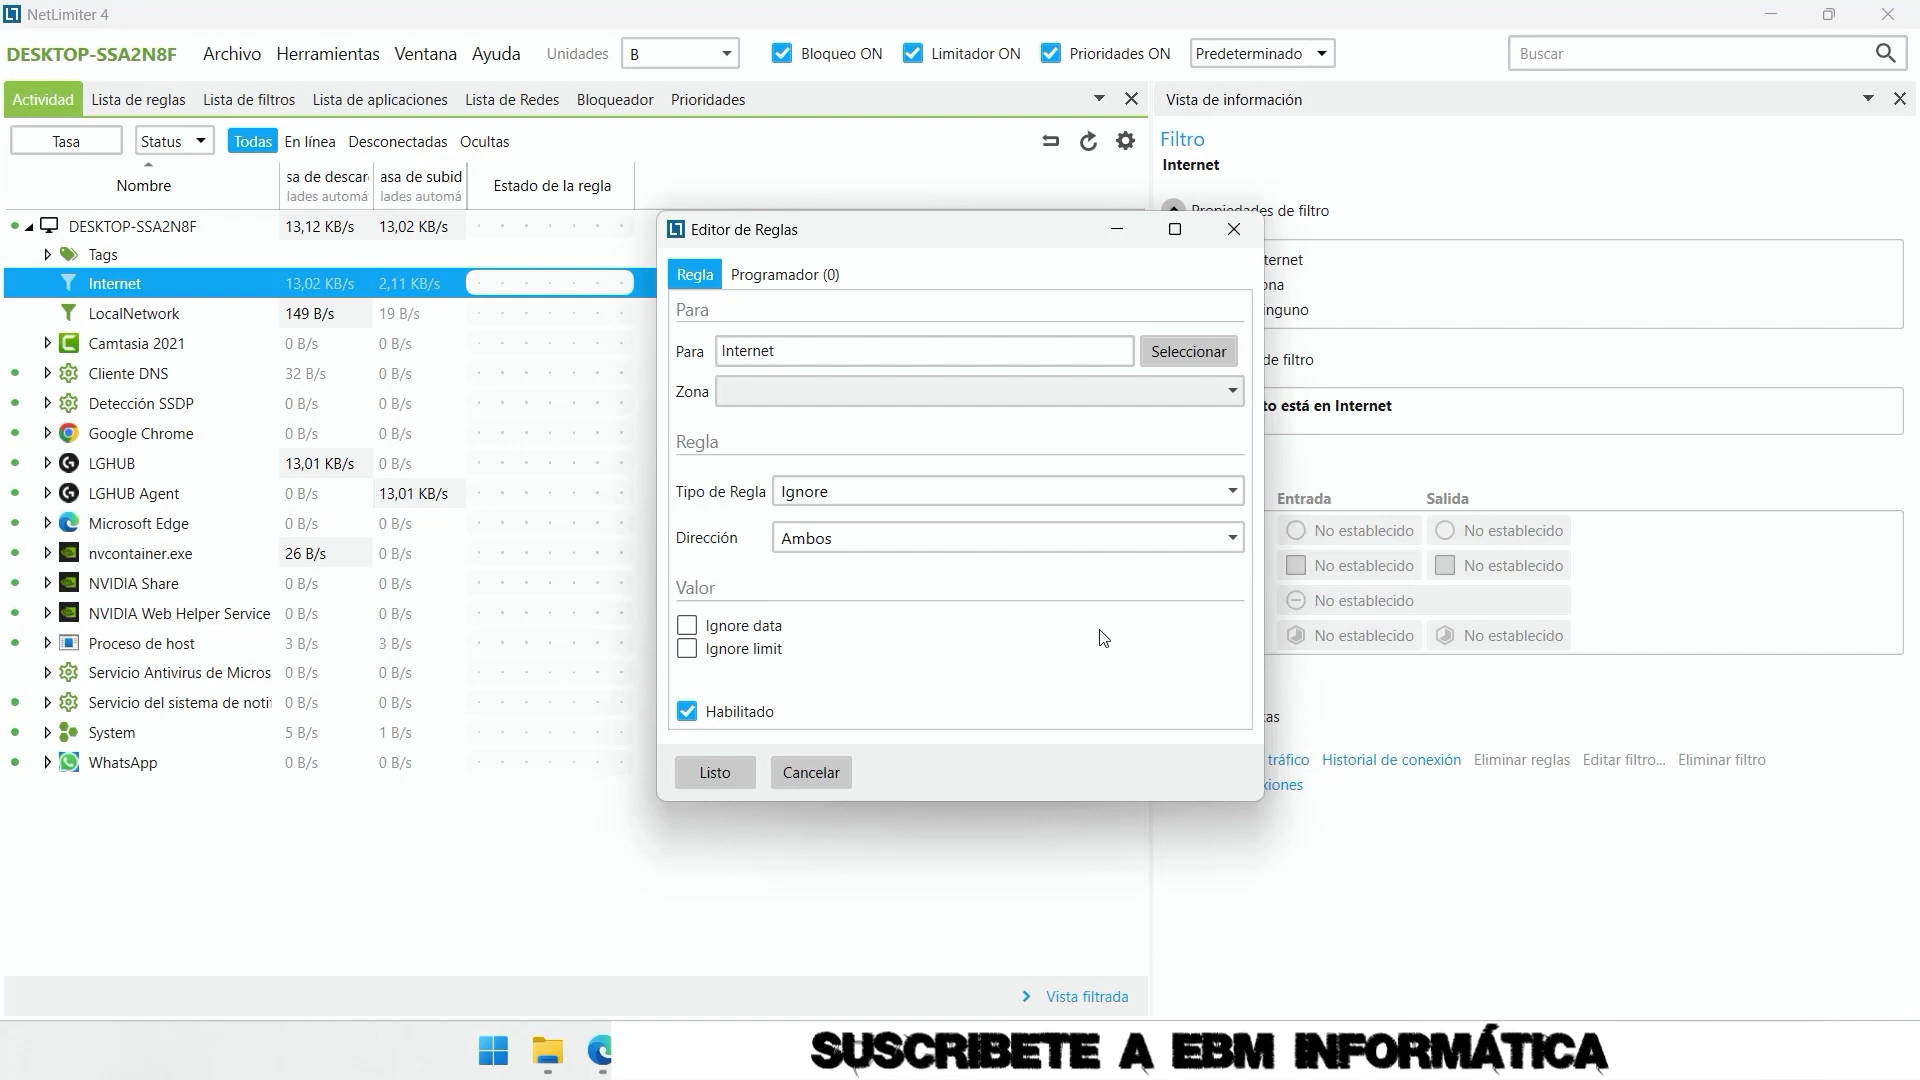 NetLimiter 4
DESKTOP-SSA2N8F Archivo Herramientas Ventana Ayuda Unidades B Bloqueo ON Limitador ON Prioridades ON Predeterminado Buscar
Actividad Lista de reglas Lista de filtros Lista de aplicaciones Lista de Redes Bloqueador Prioridades
Vista de información
Tasa Status Todas En línea Desconectadas Ocultas
Filtro
Internet
Nombre sa de descar asa de subid Estado de la regla
lades automá lades automá
Propiedades de filtro
DESKTOP-SSA2N8F 13,12 KB/s 13,02 KB/s
Tags
Internet 13,02 KB/s 2,11 KB/s
LocalNetwork 149 B/s 19 B/s
Camtasia 2021 0 B/s 0 B/s
Cliente DNS 32 B/s 0 B/s
Detección SSDP 0 B/s 0 B/s
Google Chrome 0 B/s 0 B/s
LGHUB 13,01 KB/s 0 B/s
LGHUB Agent 0 B/s 13,01 KB/s
Microsoft Edge 0 B/s 0 B/s
nvcontainer.exe 26 B/s 0 B/s
NVIDIA Share 0 B/s 0 B/s
NVIDIA Web Helper Service 0 B/s 0 B/s
Proceso de host 3 B/s 3 B/s
Servicio Antivirus de Micros 0 B/s 0 B/s
Servicio del sistema de noti 0 B/s 0 B/s
System 5 B/s 1 B/s
WhatsApp 0 B/s 0 B/s
Vista filtrada
Editor de Reglas
Regla Programador (0)
Para
Para Internet Seleccionar
Zona
Regla
Tipo de Regla Ignore
Dirección Ambos
Valor
Ignore data
Ignore limit
Habilitado
Listo Cancelar
ternet
ona
inguno
de filtro
to está en Internet
Entrada Salida
No establecido No establecido
No establecido No establecido
No establecido
No establecido No establecido
tas
tráfico Historial de conexión Eliminar reglas Editar filtro... Eliminar filtro
xiones
SUSCRIBETE A EBM INFORMÁTICA